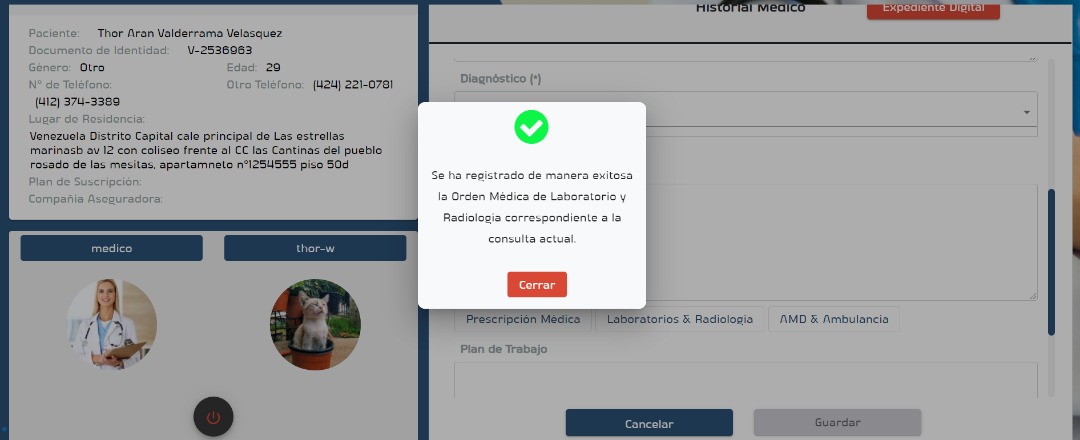 Paciente: Thor Aran Valderrama Velasquez
Documento de Identidad: V-2536963
Género: Otro Edad: 29
N° de Teléfono: Otro Teléfono: (424) 221-0781
(412) 374-3389
Lugar de Residencia:
Venezuela Distrito Capital cale principal de Las estrellas
marinasb av 12 con coliseo frente al CC las Cantinas del pueblo
rosado de las mesitas, apartamneto n°1254555 piso 50d
Plan de Suscripción:
Compañia Aseguradora:
medico
thor-w
Historial Médico
Expediente Digital
Diagnóstico (*)
Se ha registrado de manera exitosa
la Orden Médica de Laboratorio y
Radiologia correspondiente a la
consulta actual.
Cerrar
Prescripción Médica
Laboratorios & Radiologia
AMD & Ambulancia
Plan de Trabajo
Cancelar
Guardar